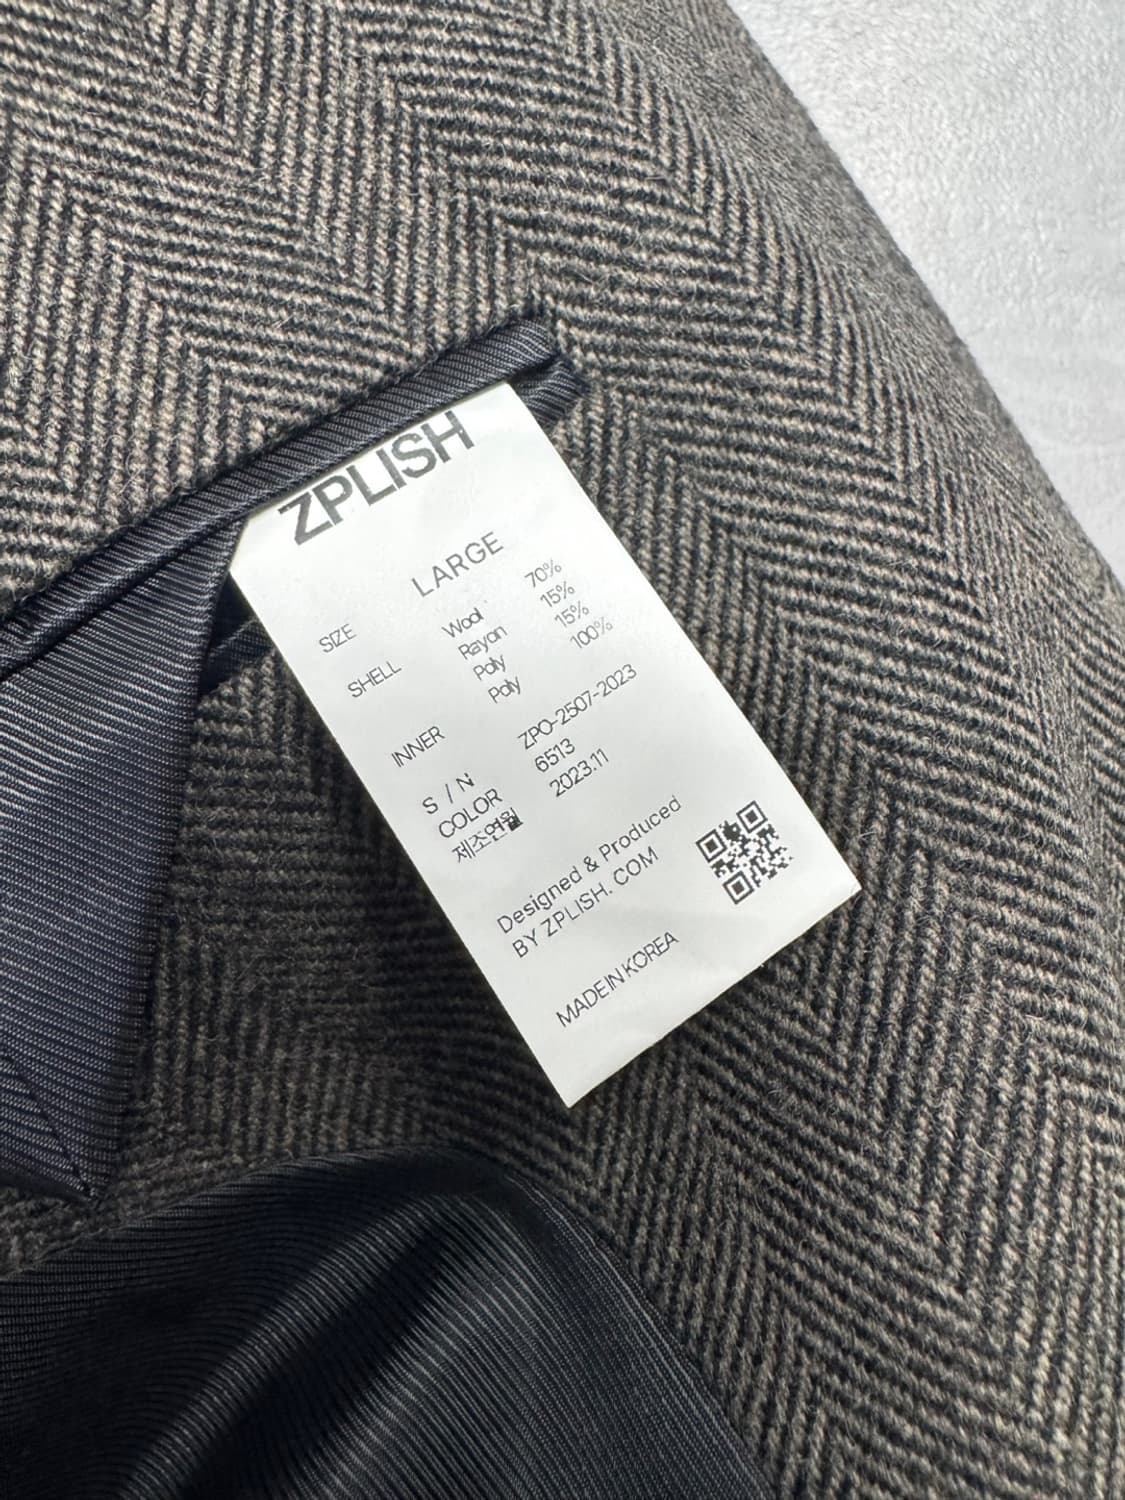 ZPLISH
SIZE LARGE
SHELL Wool 70%
Rayon 15%
Poly 15%
INNER Poly 100%
S / N ZPO-2507-2023
COLOR 6513
제조연월 2023.11
Designed & Produced
BY ZPLISH. COM
MADE IN KOREA